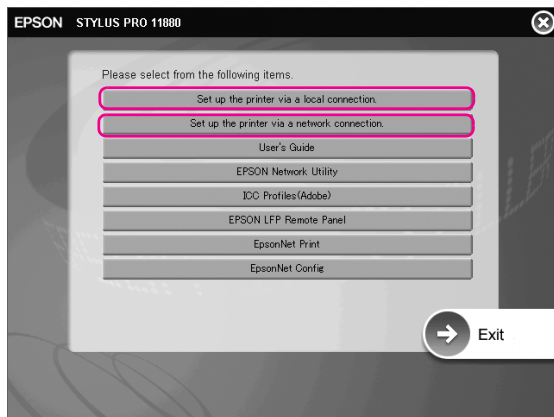 EPSON STYLUS PRO 11880
Please select from the following items.
Set up the printer via a local connection.
Set up the printer via a network connection.
User's Guide
EPSON Network Utility
ICC Profiles(Adobe)
EPSON LFP Remote Panel
EpsonNet Print
EpsonNet Config
Exit